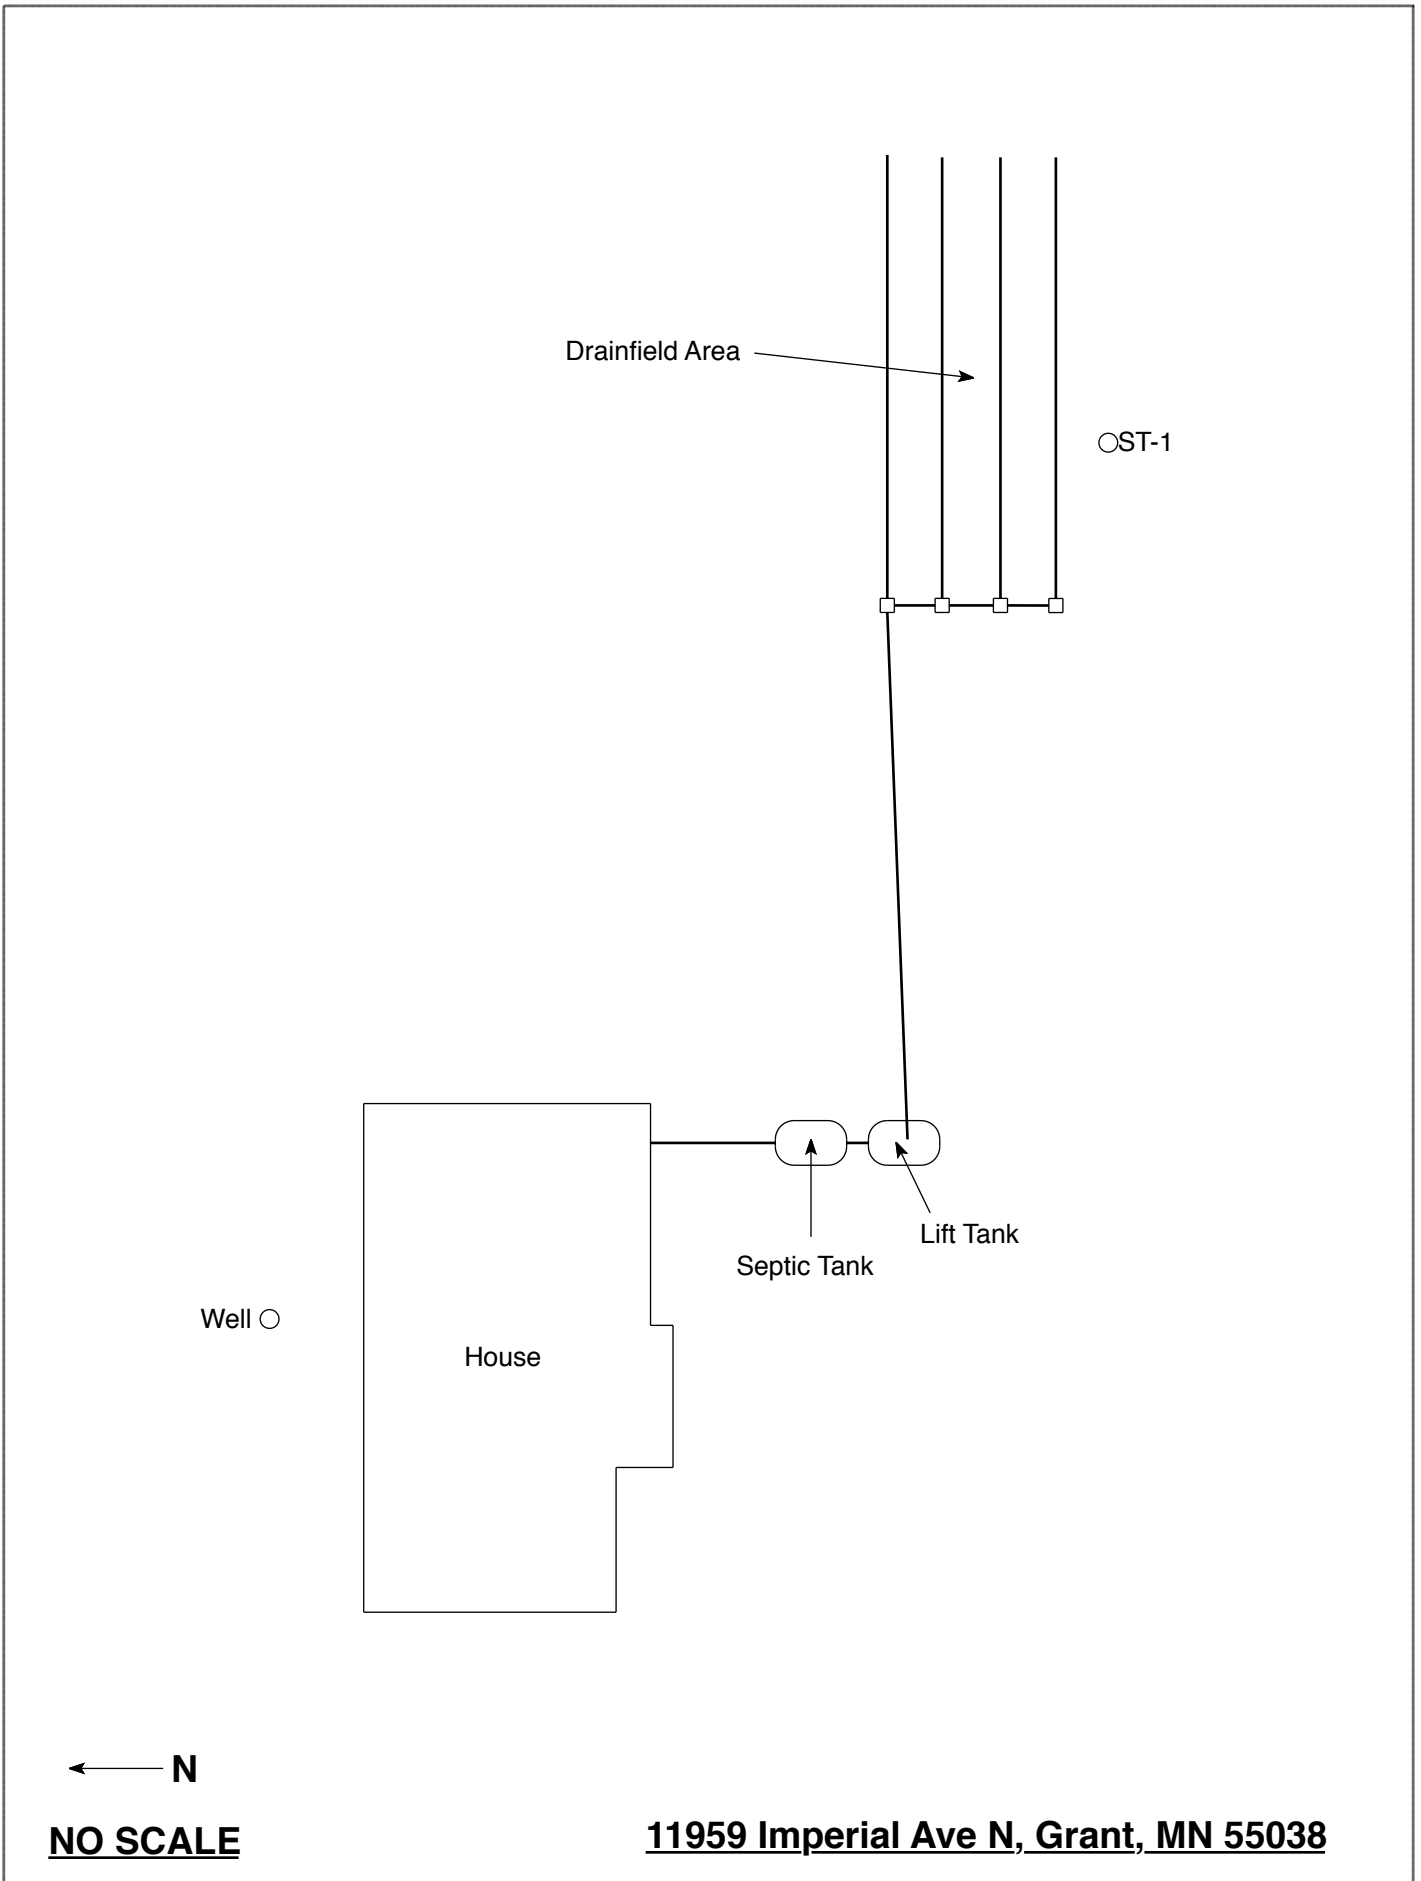 Drainfield Area
ST-1
Lift Tank
Septic Tank
Well
House
N
NO SCALE
11959 Imperial Ave N, Grant, MN 55038